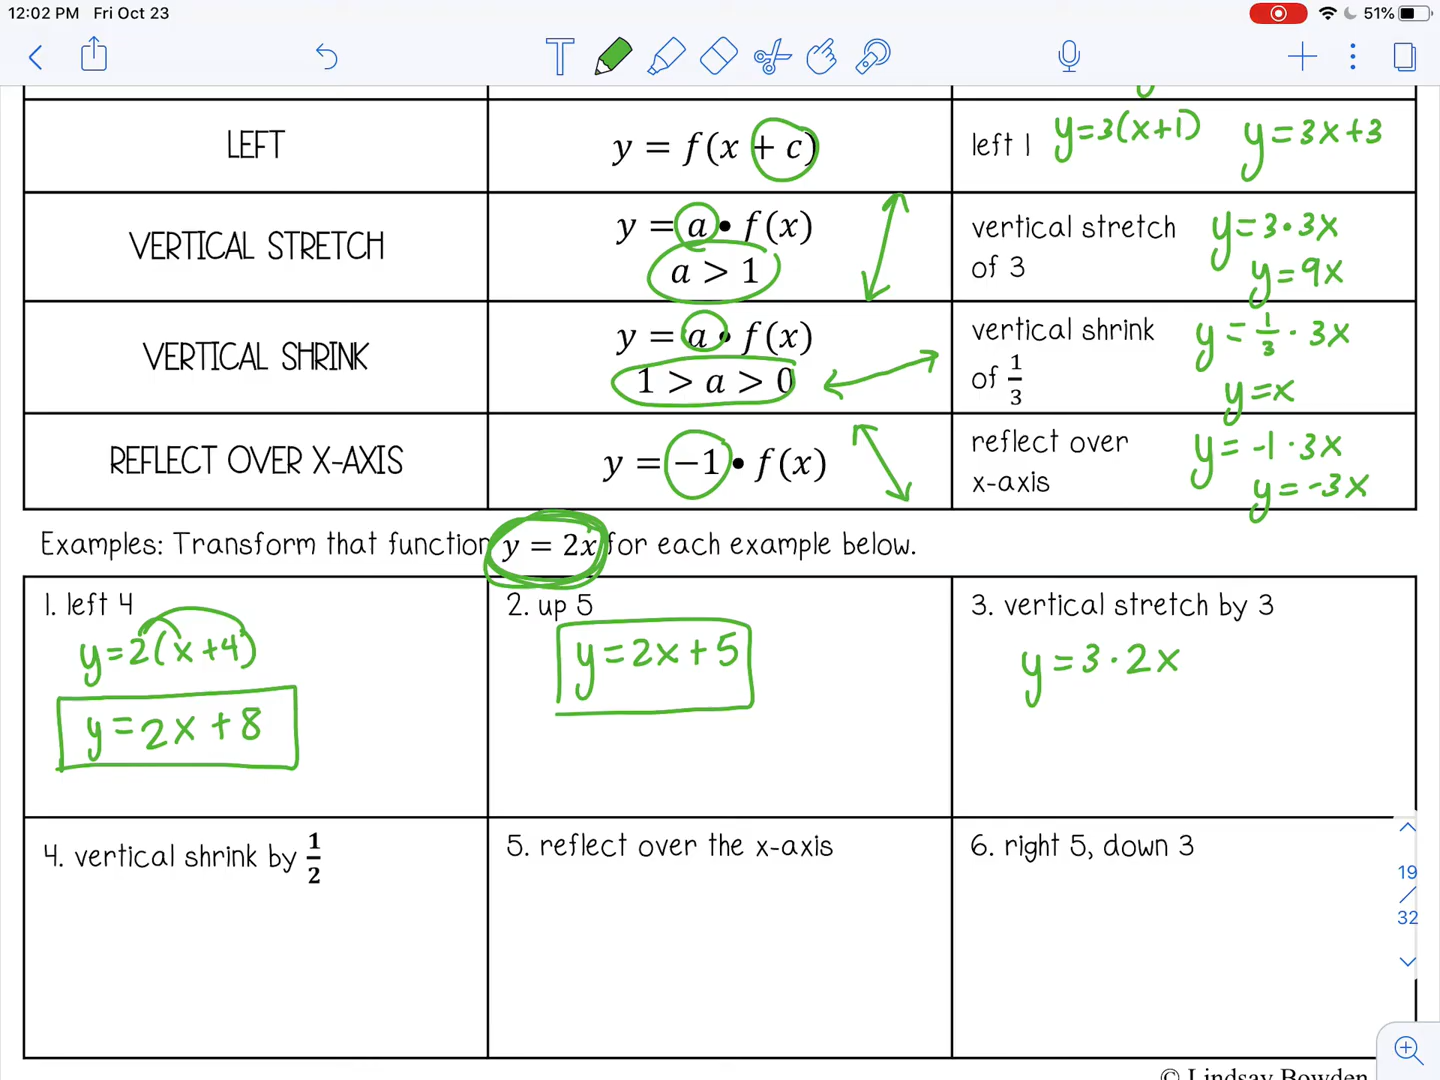 12:02 PM Fri Oct 23
51%
LEFT
y = f(x + c)
left 1
y=3(x+1)
y=3x+3
VERTICAL STRETCH
y = a • f(x)
a > 1
vertical stretch
of 3
y=3·3x
y=9x
VERTICAL SHRINK
y = a • f(x)
1 > a > 0
vertical shrink
of 1/3
y=1/3·3x
y=x
REFLECT OVER X-AXIS
y = −1 • f(x)
reflect over
x-axis
y=-1·3x
y=-3x
Examples: Transform that function y = 2x for each example below.
1. left 4
y=2(x+4)
y=2x+8
2. up 5
y=2x+5
3. vertical stretch by 3
y=3·2x
4. vertical shrink by 1/2
5. reflect over the x-axis
6. right 5, down 3
19
/
32
© Lindsay Bowden